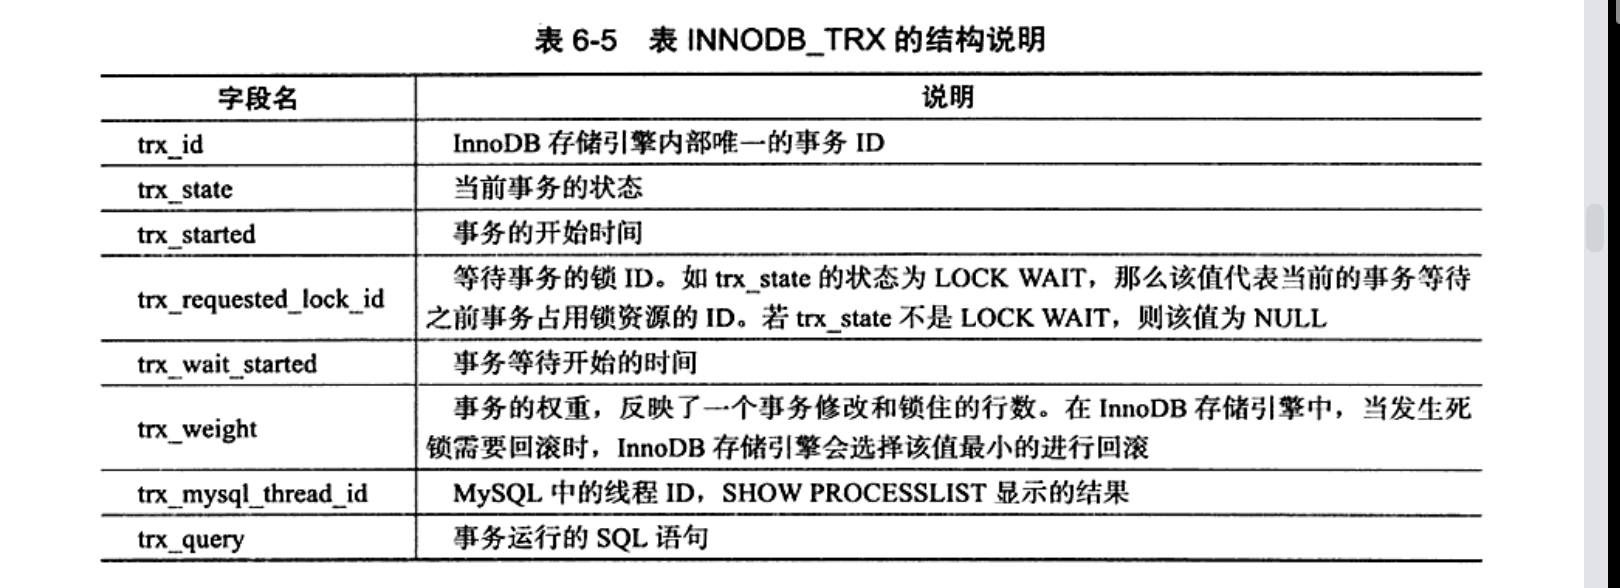 表 6-5 表 INNODB_TRX 的结构说明
字段名 说明
trx_id InnoDB 存储引擎内部唯一的事务 ID
trx_state 当前事务的状态
trx_started 事务的开始时间
trx_requested_lock_id 等待事务的锁 ID。如 trx_state 的状态为 LOCK WAIT，那么该值代表当前的事务等待
之前事务占用锁资源的 ID。若 trx_state 不是 LOCK WAIT，则该值为 NULL
trx_wait_started 事务等待开始的时间
trx_weight 事务的权重，反映了一个事务修改和锁住的行数。在 InnoDB 存储引擎中，当发生死
锁需要回滚时，InnoDB 存储引擎会选择该值最小的进行回滚
trx_mysql_thread_id MySQL 中的线程 ID，SHOW PROCESSLIST 显示的结果
trx_query 事务运行的 SQL 语句